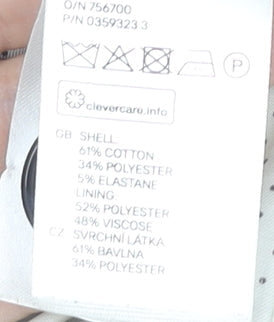 O/N 756700
P/N 0359323 3
P
clevercare.info
GB SHELL
61% COTTON
34% POLYESTER
5% ELASTANE
LINING
52% POLYESTER
48% VISCOSE
CZ SVRCHNÍ LÁTKA
61% BAVLNA
34% POLYESTER